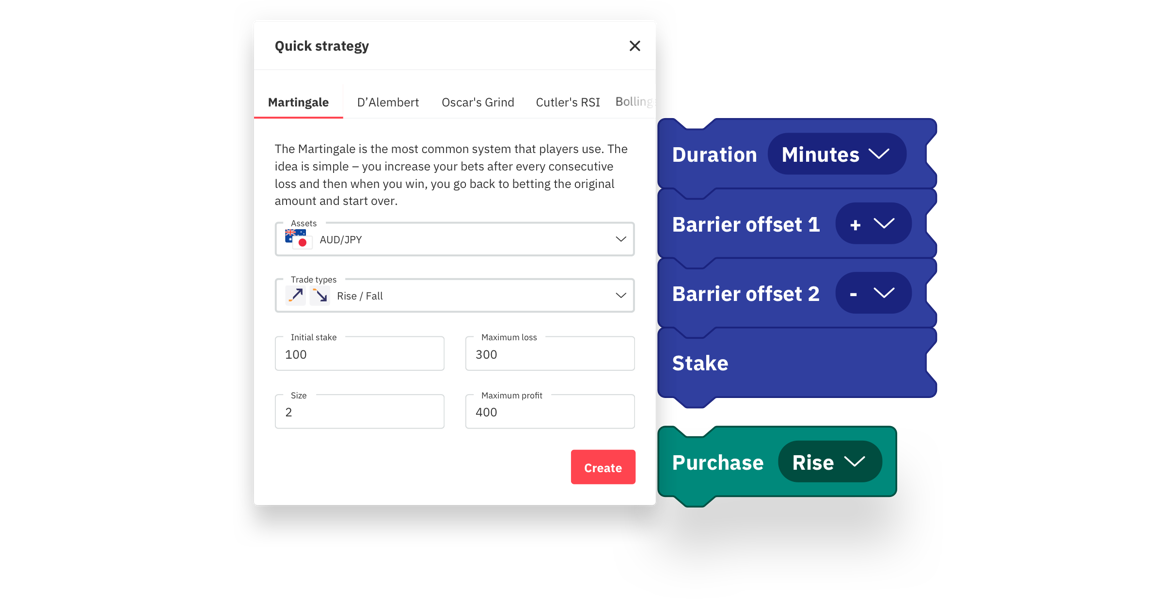 Quick strategy
Martingale
D'Alembert
Oscar's Grind
Cutler's RSI
Bolling
The Martingale is the most common system that players use. The
idea is simple – you increase your bets after every consecutive
loss and then when you win, you go back to betting the original
amount and start over.
Assets
AUD/JPY
Trade types
Rise / Fall
Initial stake
100
Maximum loss
300
Size
2
Maximum profit
400
Create
Duration
Minutes
Barrier offset 1
+
Barrier offset 2
-
Stake
Purchase
Rise